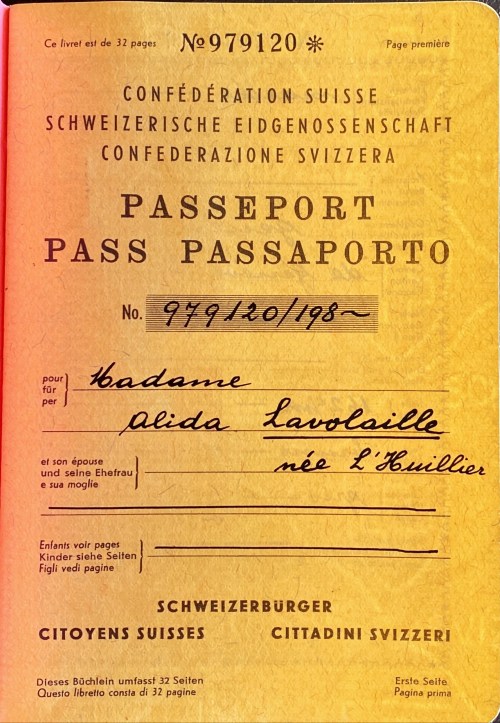 Ce livret est de 32 pages №979120 ✻ Page première
CONFÉDÉRATION SUISSE
SCHWEIZERISCHE EIDGENOSSENSCHAFT
CONFEDERAZIONE SVIZZERA
PASSEPORT
PASS PASSAPORTO
No. 979120/198~
pour
für
per
Madame
Alida Lavolaille
et son épouse
und seine Ehefrau
e sua moglie
née L'Huillier
Enfants voir pages
Kinder siehe Seiten
Figli vedi pagine
SCHWEIZERBÜRGER
CITOYENS SUISSES CITTADINI SVIZZERI
Dieses Büchlein umfasst 32 Seiten Erste Seite
Questo libretto consta di 32 pagine Pagina prima